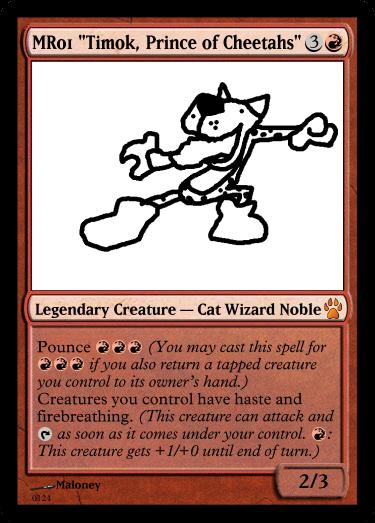 MR01 "Timok, Prince of Cheetahs" 3
Legendary Creature — Cat Wizard Noble
Pounce (You may cast this spell for
if you also return a tapped creature
you control to its owner's hand.)
Creatures you control have haste and
firebreathing. (This creature can attack and
as soon as it comes under your control. :
This creature gets +1/+0 until end of turn.)
2/3
Maloney
0324